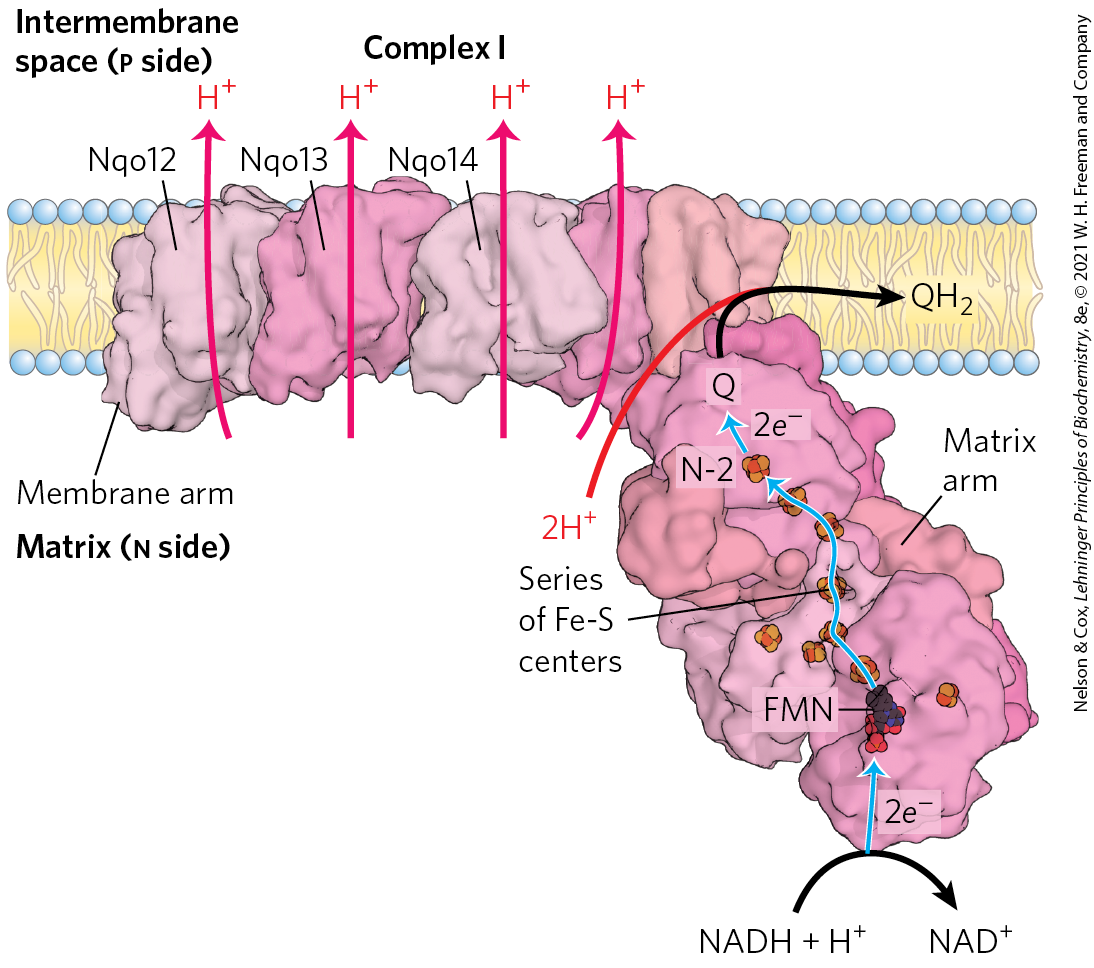 Intermembrane
space (P side)
Complex I
H⁺
H⁺
H⁺
H⁺
Nqo12
Nqo13
Nqo14
QH₂
Q
2e⁻
N-2
Matrix
arm
Membrane arm
Matrix (N side)
2H⁺
Series
of Fe-S
centers
FMN
2e⁻
NADH + H⁺
NAD⁺
Nelson & Cox, Lehninger Principles of Biochemistry, 8e, © 2021 W. H. Freeman and Company